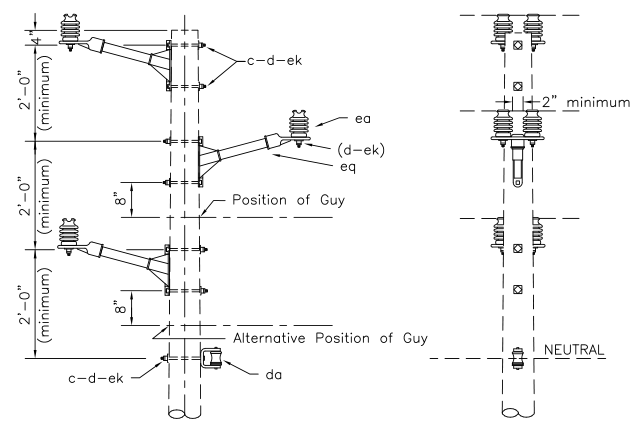 4"
2'-0"
(minimum)
c-d-ek
2" minimum
ea
(d-ek)
eq
2'-0"
(minimum)
8"
Position of Guy
2'-0"
(minimum)
8"
Alternative Position of Guy
NEUTRAL
c-d-ek
da